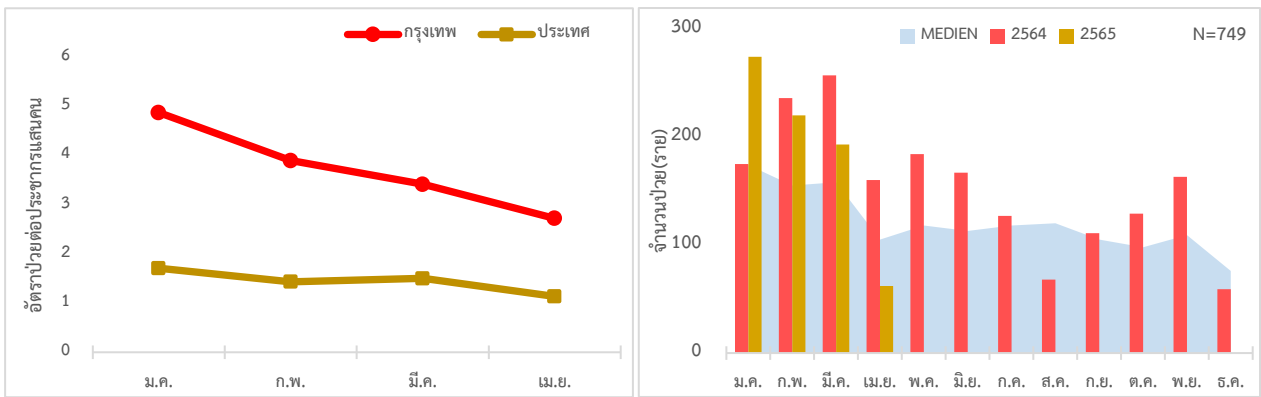 กรุงเทพ ประเทศ
อัตราป่วยต่อประชากรแสนคน
6
5
4
3
2
1
0
ม.ค. ก.พ. มี.ค. เม.ย.
MEDIEN 2564 2565 N=749
จำนวนป่วย(ราย)
300
200
100
0
ม.ค. ก.พ. มี.ค. เม.ย. พ.ค. มิ.ย. ก.ค. ส.ค. ก.ย. ต.ค. พ.ย. ธ.ค.